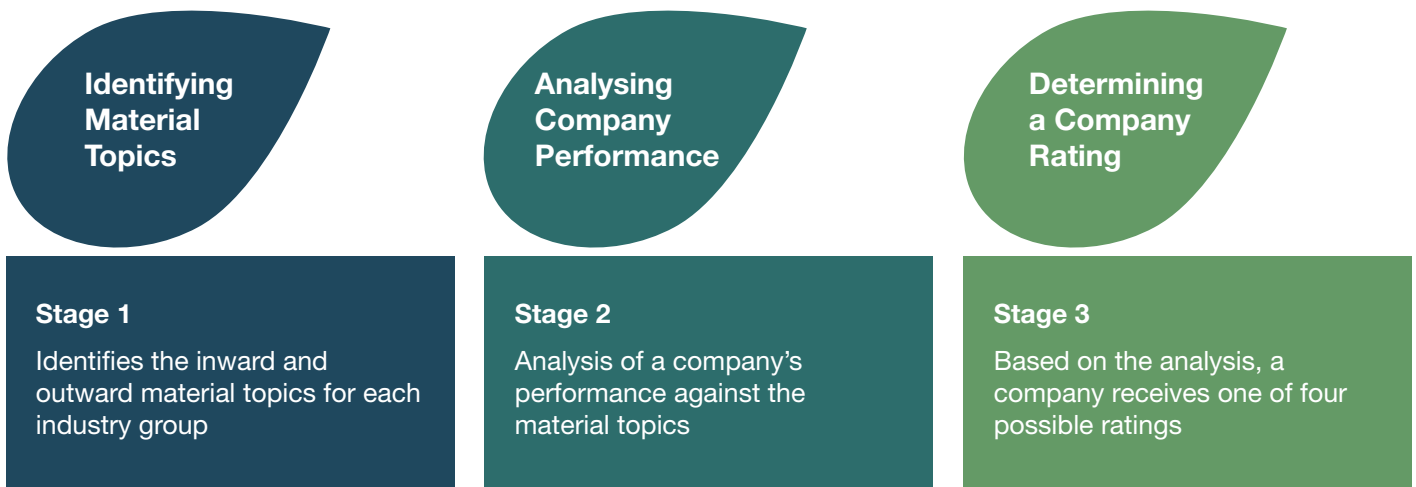 Identifying
Material
Topics
Analysing
Company
Performance
Determining
a Company
Rating
Stage 1
Identifies the inward and
outward material topics for each
industry group
Stage 2
Analysis of a company’s
performance against the
material topics
Stage 3
Based on the analysis, a
company receives one of four
possible ratings